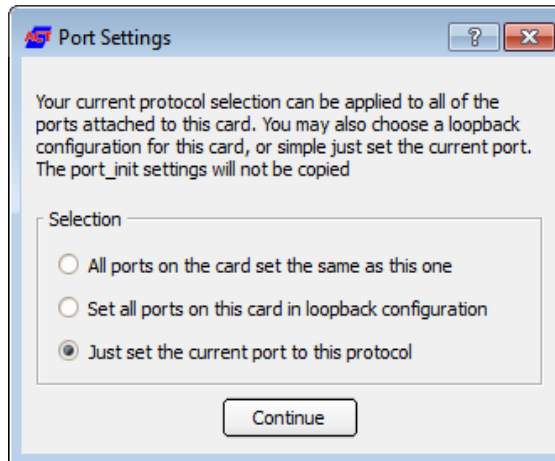 AGT Port Settings
Your current protocol selection can be applied to all of the
ports attached to this card. You may also choose a loopback
configuration for this card, or simple just set the current port.
The port_init settings will not be copied
Selection
All ports on the card set the same as this one
Set all ports on this card in loopback configuration
Just set the current port to this protocol
Continue